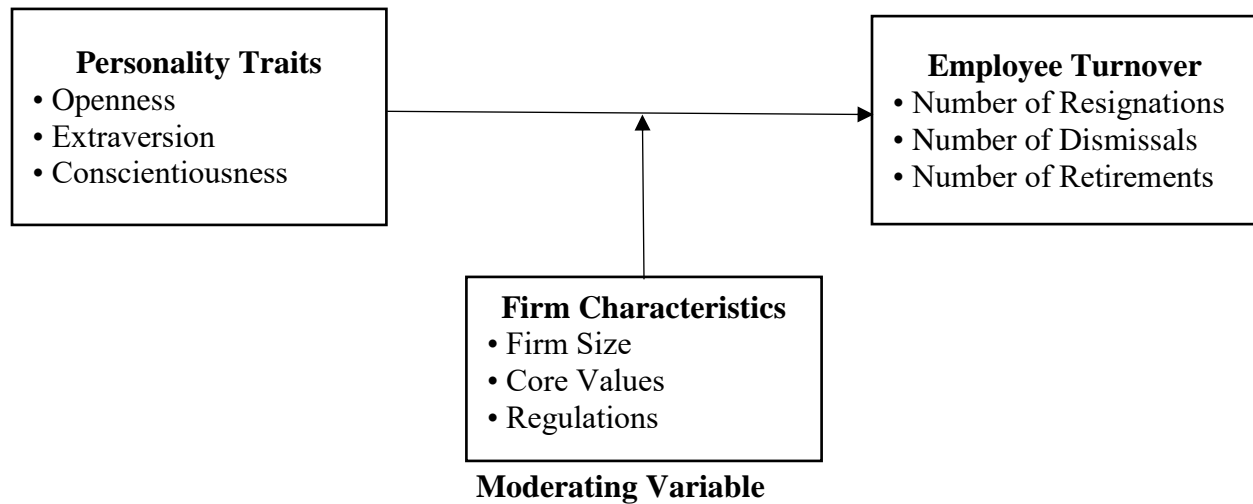 Personality Traits
• Openness
• Extraversion
• Conscientiousness
Employee Turnover
• Number of Resignations
• Number of Dismissals
• Number of Retirements
Firm Characteristics
• Firm Size
• Core Values
• Regulations
Moderating Variable